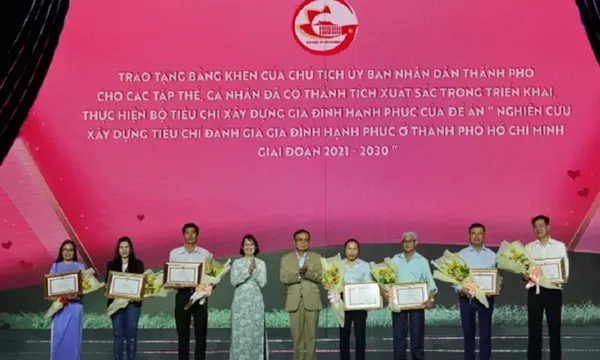 TRAO TẶNG BẰNG KHEN CỦA CHỦ TỊCH ỦY BAN NHÂN DÂN THÀNH PHỐ
CHO CÁC TẬP THỂ, CÁ NHÂN ĐÃ CÓ THÀNH TÍCH XUẤT SẮC TRONG TRIỂN KHAI,
THỰC HIỆN BỘ TIÊU CHÍ XÂY DỰNG GIA ĐÌNH HẠNH PHÚC CỦA ĐỀ ÁN " NGHIÊN CỨU
XÂY DỰNG TIÊU CHÍ ĐÁNH GIÁ GIA ĐÌNH HẠNH PHÚC Ở THÀNH PHỐ HỒ CHÍ MINH
GIAI ĐOẠN 2021 - 2030 "